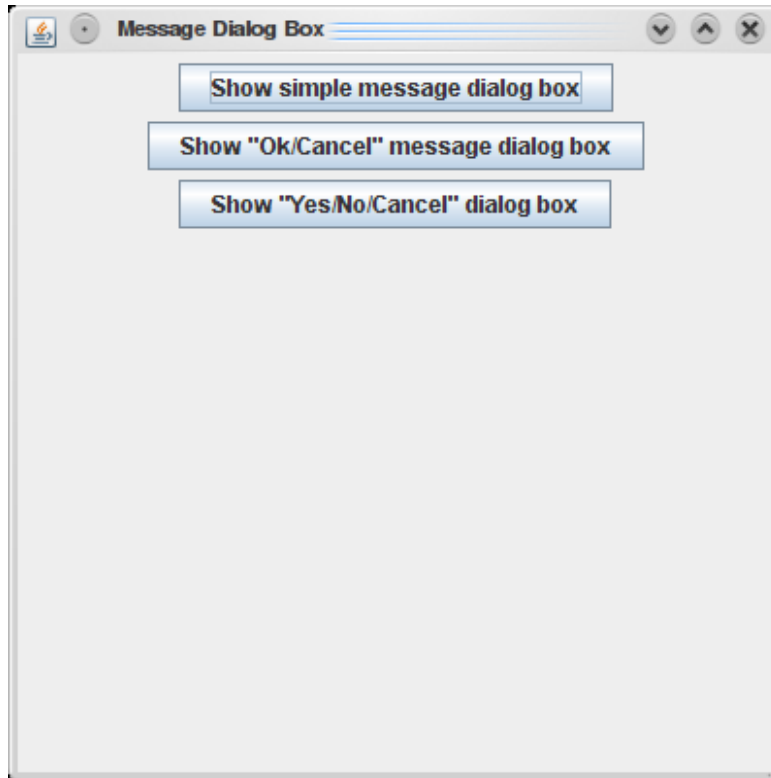 Message Dialog Box
Show simple message dialog box
Show "Ok/Cancel" message dialog box
Show "Yes/No/Cancel" dialog box